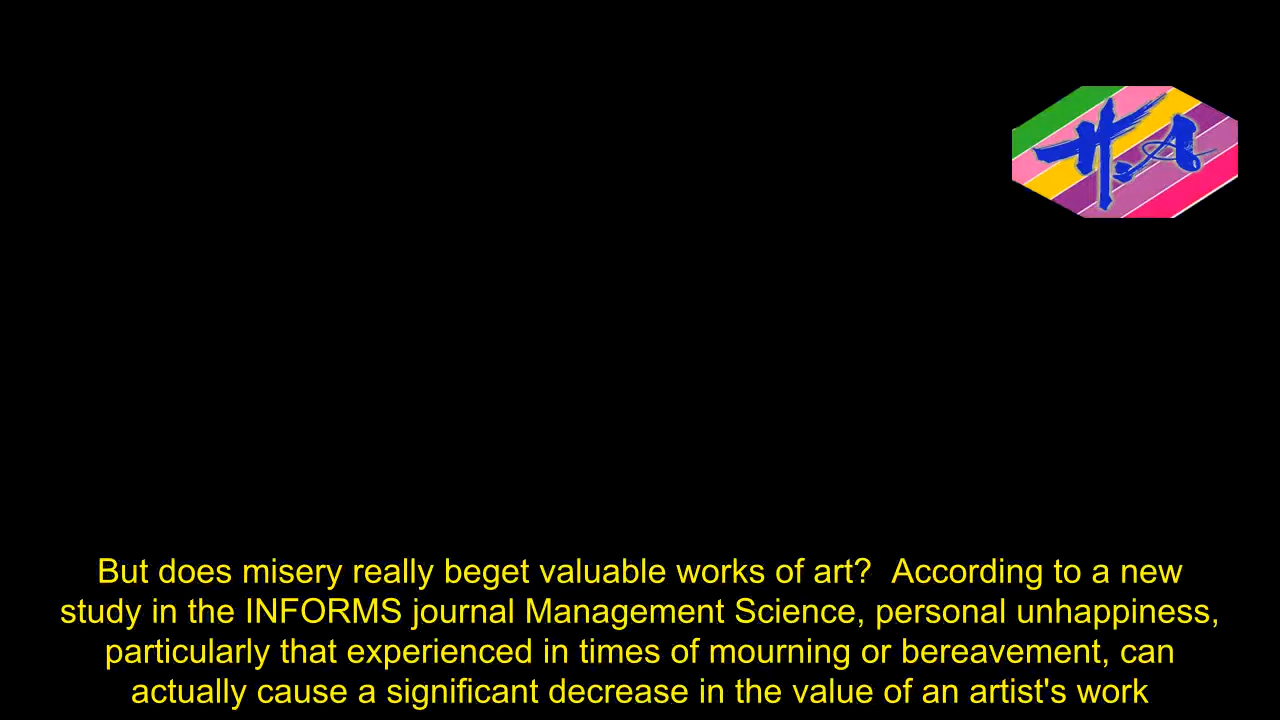 But does misery really beget valuable works of art?  According to a new
study in the INFORMS journal Management Science, personal unhappiness,
particularly that experienced in times of mourning or bereavement, can
actually cause a significant decrease in the value of an artist's work